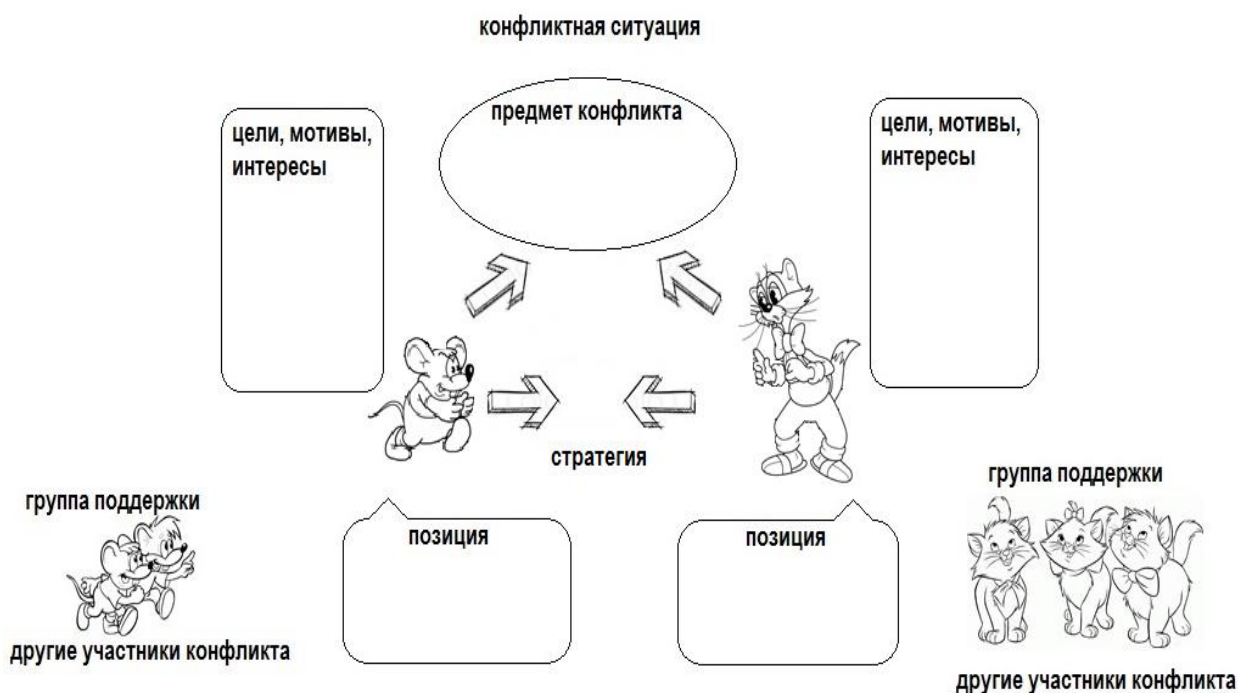 конфликтная ситуация
предмет конфликта
цели, мотивы,
интересы
цели, мотивы,
интересы
стратегия
группа поддержки
группа поддержки
позиция
позиция
другие участники конфликта
другие участники конфликта